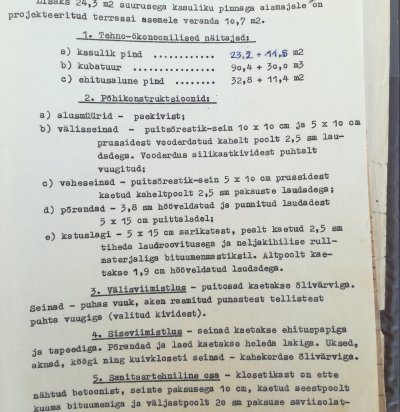 Lisaks 24,3 m2 suurusega kasuliku pinnaga aiamajale on
projekteeritud terrassi asemele veranda 10,7 m2.
1. Tehno-ökonoomilised näitajad:
a) kasulik pind ............ 23,2 + 11,8 m2
b) kubatuur ............ 90,4 + 30,0 m3
c) ehitusalune pind ........ 32,8 + 11,4 m2
2. Põhikonstruktsioonid:
a) alusmüürid - paekivist;
b) välisseinad - puitsõrestik-sein 10 x 10 cm ja 5 x 10 cm
prussidest vooderdatud kahelt poolt 2,5 sm lau-
dadega. Vooderdus silikaatkividest puhtalt
vuugitud;
c) vaheseinad - puitsõrestik-sein 5 x 10 cm prussidest
kaetud kaheltpoolt 2,5 sm paksuste laudadega;
d) põrandad - 3,8 sm hööveldatud ja punnitud laudadest
5 x 15 cm puittaladel;
e) katuslagi - 5 x 15 cm sarikatest, pealt kaetud 2,5 sm
tiheda laudroovitusega ja neljakihilise rull-
materjaliga bituumenmastiksil. Altpoolt kae-
takse 1,9 cm hööveldatud laudadega.
3. Välisviimistlus - puitosad kaetakse õlivärviga.
Seinad - puhas vuuk, aken raamitud punastest tellistest
puhta vuugiga (valitud kividest).
4. Siseviimistlus - seinad kaetakse ehituspapiga
ja tapeediga. Põrandad ja laed kaetakse heleda lakiga. Uksed,
aknad, köögi ning kuivkloseti seinad - kahekordse õlivärviga.
5. Sanitaartehniline osa - klosetikast on ette
nähtud betoonist, seinte paksusega 10 cm, kaetud seestpoolt
kuuma bituumeniga ja väljastpoolt 20 cm paksuse saviisolat-